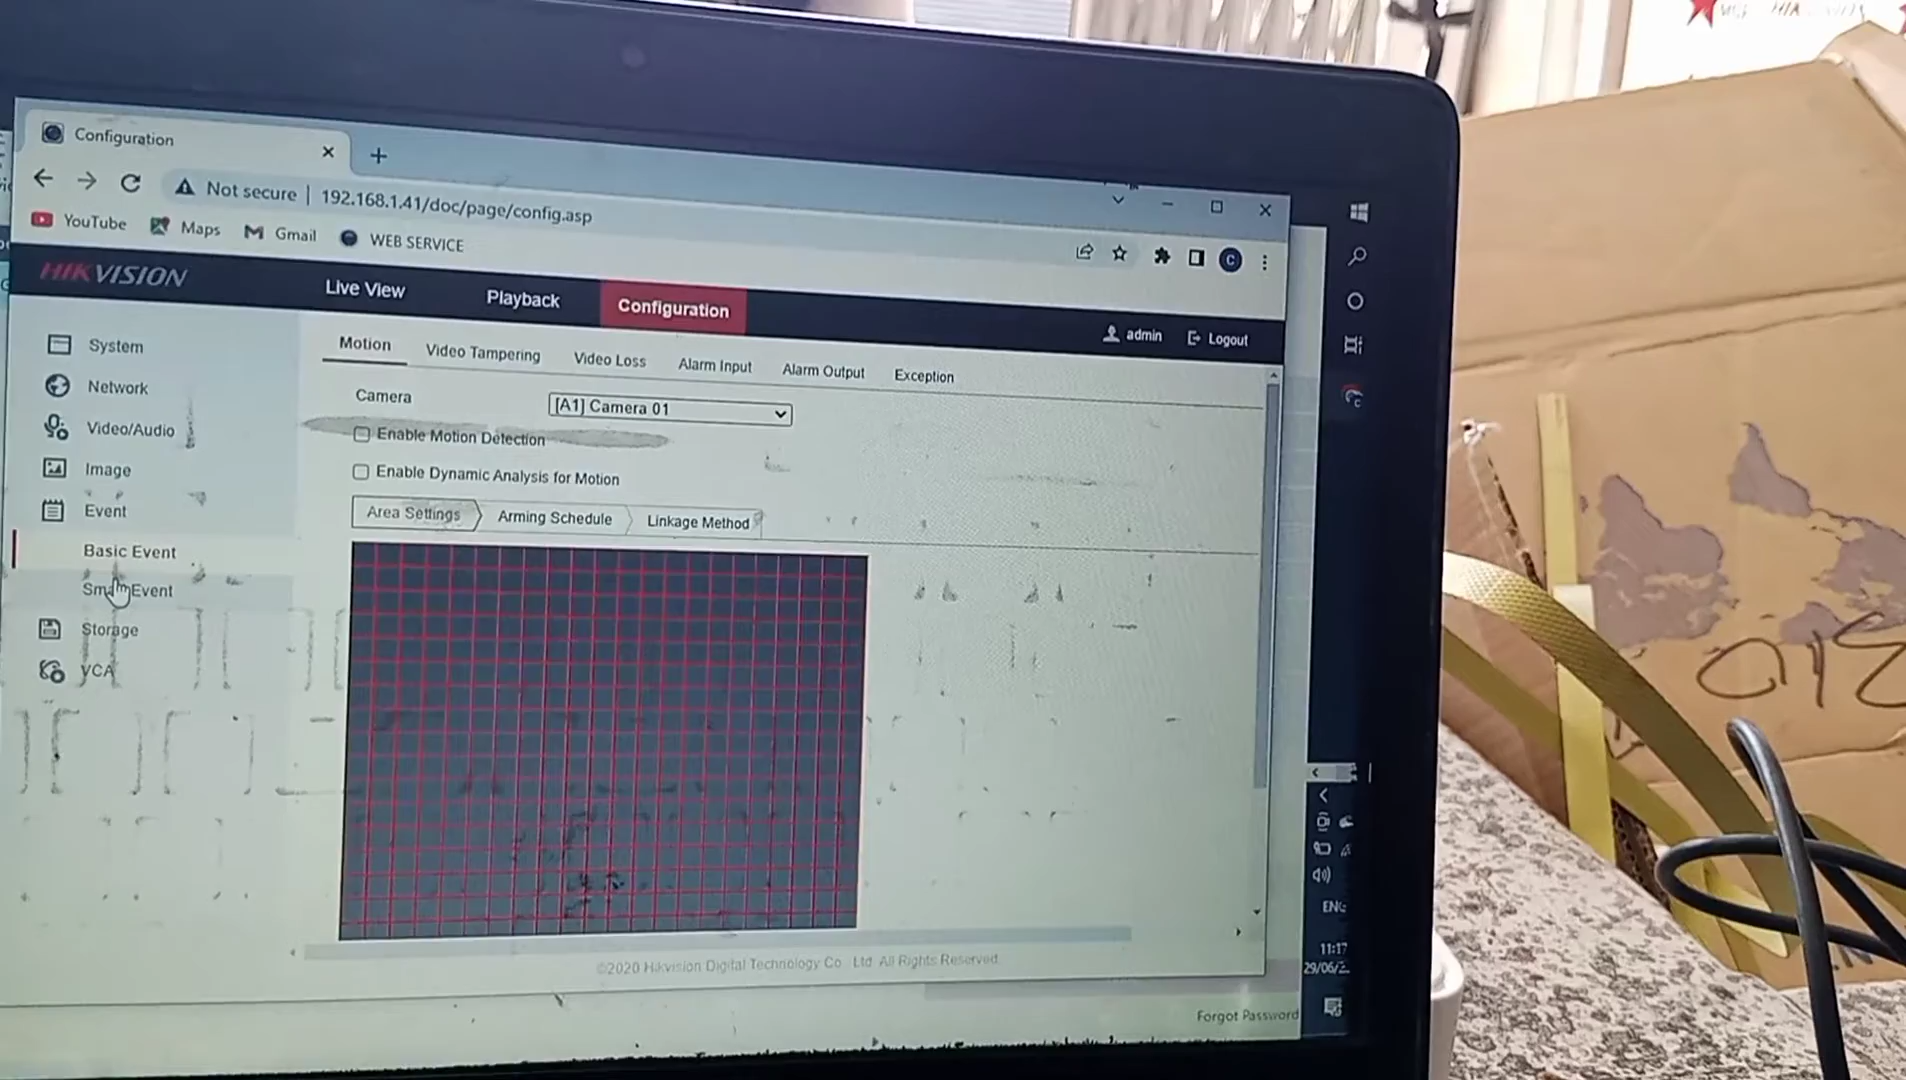 Configuration
Not secure | 192.168.1.41/doc/page/config.asp
YouTube Maps Gmail WEB SERVICE
C
HIKVISION Live View Playback Configuration
admin Logout
System
Network
Video/Audio
Image
Event
Basic Event
Event
Storage
VCA
Motion Video Tampering Video Loss Alarm Input Alarm Output Exception
Camera [A1] Camera 01
Enable Motion Detection
Enable Dynamic Analysis for Motion
Area Settings Arming Schedule Linkage Method
©2020 Hikvision Digital Technology Co., Ltd. All Rights Reserved.
Forgot Password
ENG
11:17
29/06/2